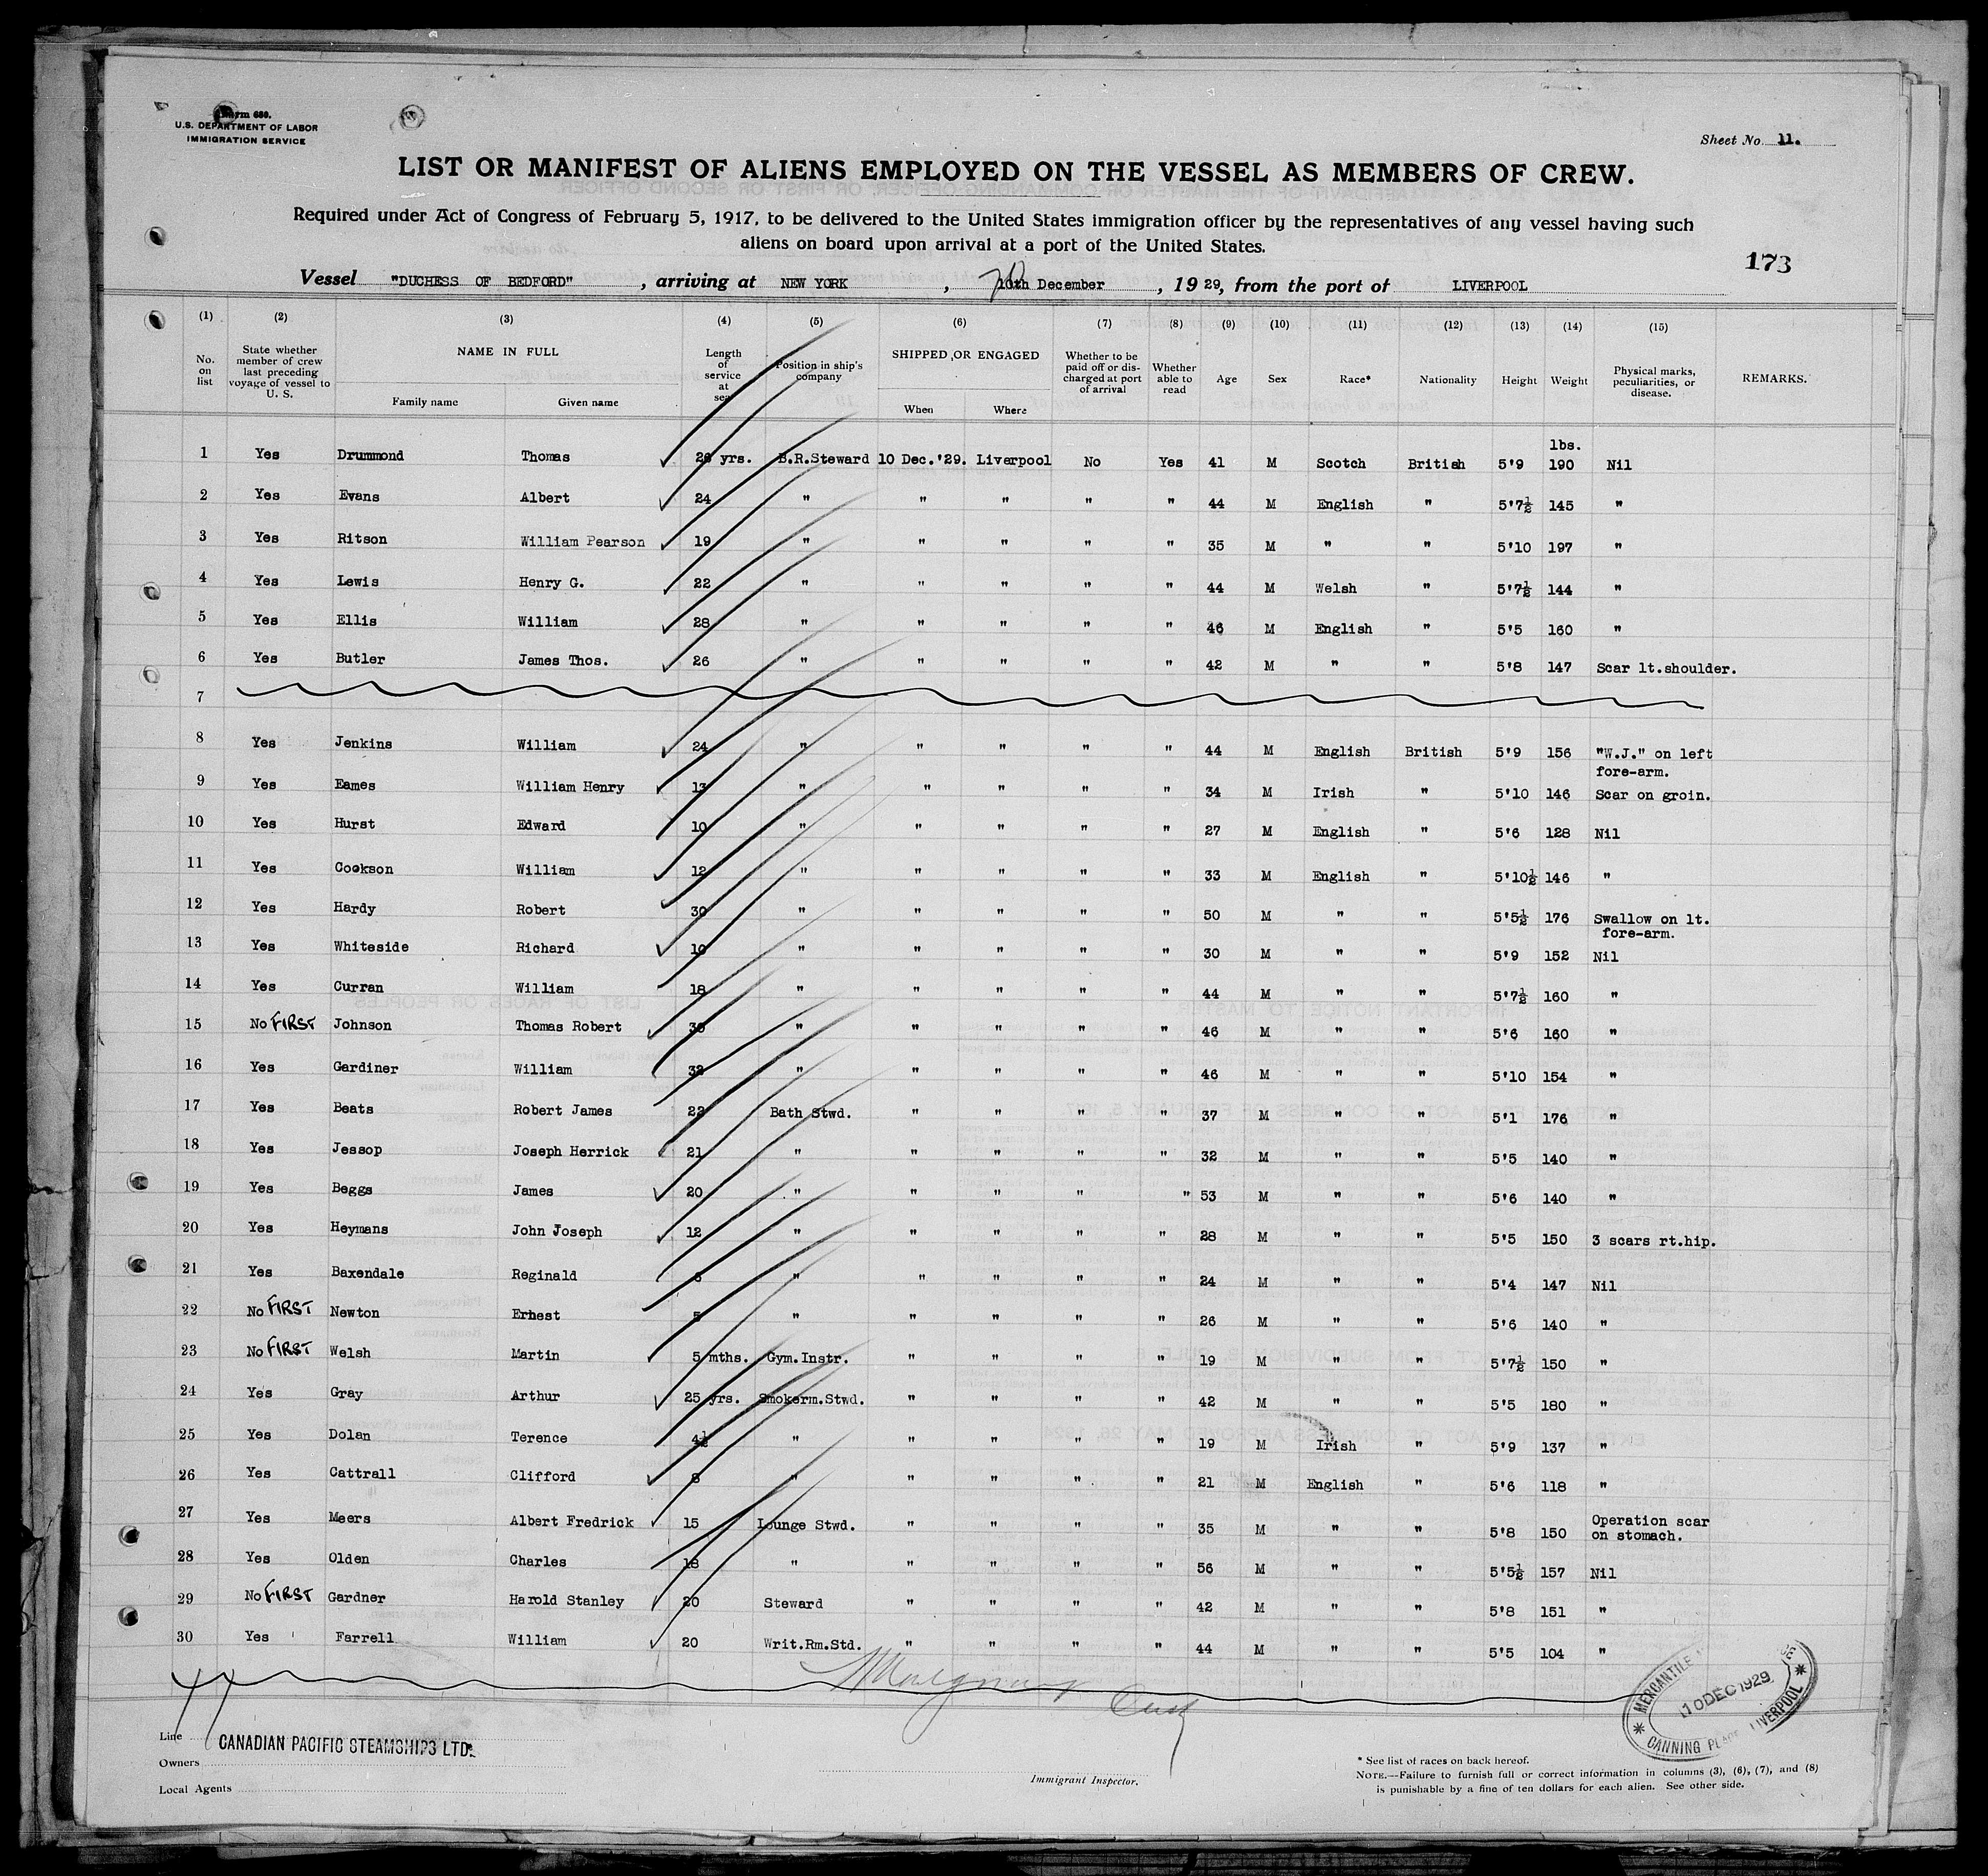 Form 680.
U.S. DEPARTMENT OF LABOR
IMMIGRATION SERVICE
Sheet No. 11.
LIST OR MANIFEST OF ALIENS EMPLOYED ON THE VESSEL AS MEMBERS OF CREW.
Required under Act of Congress of February 5, 1917, to be delivered to the United States immigration officer by the representatives of any vessel having such
aliens on board upon arrival at a port of the United States.
173
Vessel "DUCHESS OF BEDFORD", arriving at NEW YORK, 10th December, 1929, from the port of LIVERPOOL
(1) (2) (3) (4) (5) (6) (7) (8) (9) (10) (11) (12) (13) (14) (15)
No. on list | State whether member of crew last preceding voyage of vessel to U. S. | NAME IN FULL Family name Given name | Length of service at sea | Position in ship's company | SHIPPED OR ENGAGED When Where | Whether to be paid off or discharged at port of arrival | Whether able to read | Age | Sex | Race* | Nationality | Height | Weight | Physical marks, peculiarities, or disease. | REMARKS.
lbs.
1 Yes Drummond Thomas 26 yrs. B.R.Steward 10 Dec.'29. Liverpool No Yes 41 M Scotch British 5'9 190 Nil
2 Yes Evans Albert 24 " " " " " 44 M English " 5'7½ 145 "
3 Yes Ritson William Pearson 19 " " " " " 35 M " " 5'10 197 "
4 Yes Lewis Henry G. 22 " " " " " 44 M Welsh " 5'7½ 144 "
5 Yes Ellis William 28 " " " " " 46 M English " 5'5 160 "
6 Yes Butler James Thos. 26 " " " " " 42 M " " 5'8 147 Scar lt.shoulder.
7
8 Yes Jenkins William 24 " " " " " 44 M English British 5'9 156 "W.J." on left
fore-arm.
9 Yes Eames William Henry 13 " " " " " 34 M Irish " 5'10 146 Scar on groin.
10 Yes Hurst Edward 10 " " " " " 27 M English " 5'6 128 Nil
11 Yes Cookson William 12 " " " " " 33 M English " 5'10½ 146 "
12 Yes Hardy Robert 30 " " " " " 50 M " " 5'5½ 176 Swallow on lt.
fore-arm.
13 Yes Whiteside Richard 10 " " " " " 30 M " " 5'9 152 Nil
14 Yes Curran William 18 " " " " " 44 M " " 5'7½ 160 "
15 No FIRST Johnson Thomas Robert 30 " " " " " 46 M " " 5'6 160 "
16 Yes Gardiner William 32 " " " " " 46 M " " 5'10 154 "
17 Yes Beats Robert James 22 Bath Stwd. " " " " 37 M " " 5'1 176 "
18 Yes Jessop Joseph Herrick 21 " " " " " 32 M " " 5'5 140 "
19 Yes Beggs James 20 " " " " " 53 M " " 5'6 140 "
20 Yes Heymans John Joseph 12 " " " " " 28 M " " 5'5 150 3 scars rt.hip.
21 Yes Baxendale Reginald " " " " " 24 M " " 5'4 147 Nil
22 No FIRST Newton Ernest 5 " " " " " 26 M " " 5'6 140 "
23 No FIRST Welsh Martin 5 mths. Gym.Instr. " " " " 19 M " " 5'7½ 150 "
24 Yes Gray Arthur 25 yrs. Smokerm.Stwd. " " " " 42 M " " 5'5 180 "
25 Yes Dolan Terence 4½ " " " " " 19 M Irish " 5'9 137 "
26 Yes Cattrall Clifford " " " " " 21 M English " 5'6 118 "
27 Yes Meers Albert Fredrick 15 Lounge Stwd. " " " " 35 M " " 5'8 150 Operation scar
on stomach.
28 Yes Olden Charles 18 " " " " " 56 M " " 5'5½ 157 Nil
29 No FIRST Gardner Harold Stanley 20 Steward " " " " 42 M " " 5'8 151 "
30 Yes Farrell William 20 Writ.Rm.Std. " " " " 44 M " " 5'5 104 "
MERCANTILE
10 DEC 1929
CANNING PLACE LIVERPOOL
Line CANADIAN PACIFIC STEAMSHIPS LTD.
Owners
Local Agents
Immigrant Inspector.
* See list of races on back hereof.
NOTE.—Failure to furnish full or correct information in columns (3), (6), (7), and (8)
is punishable by a fine of ten dollars for each alien. See other side.